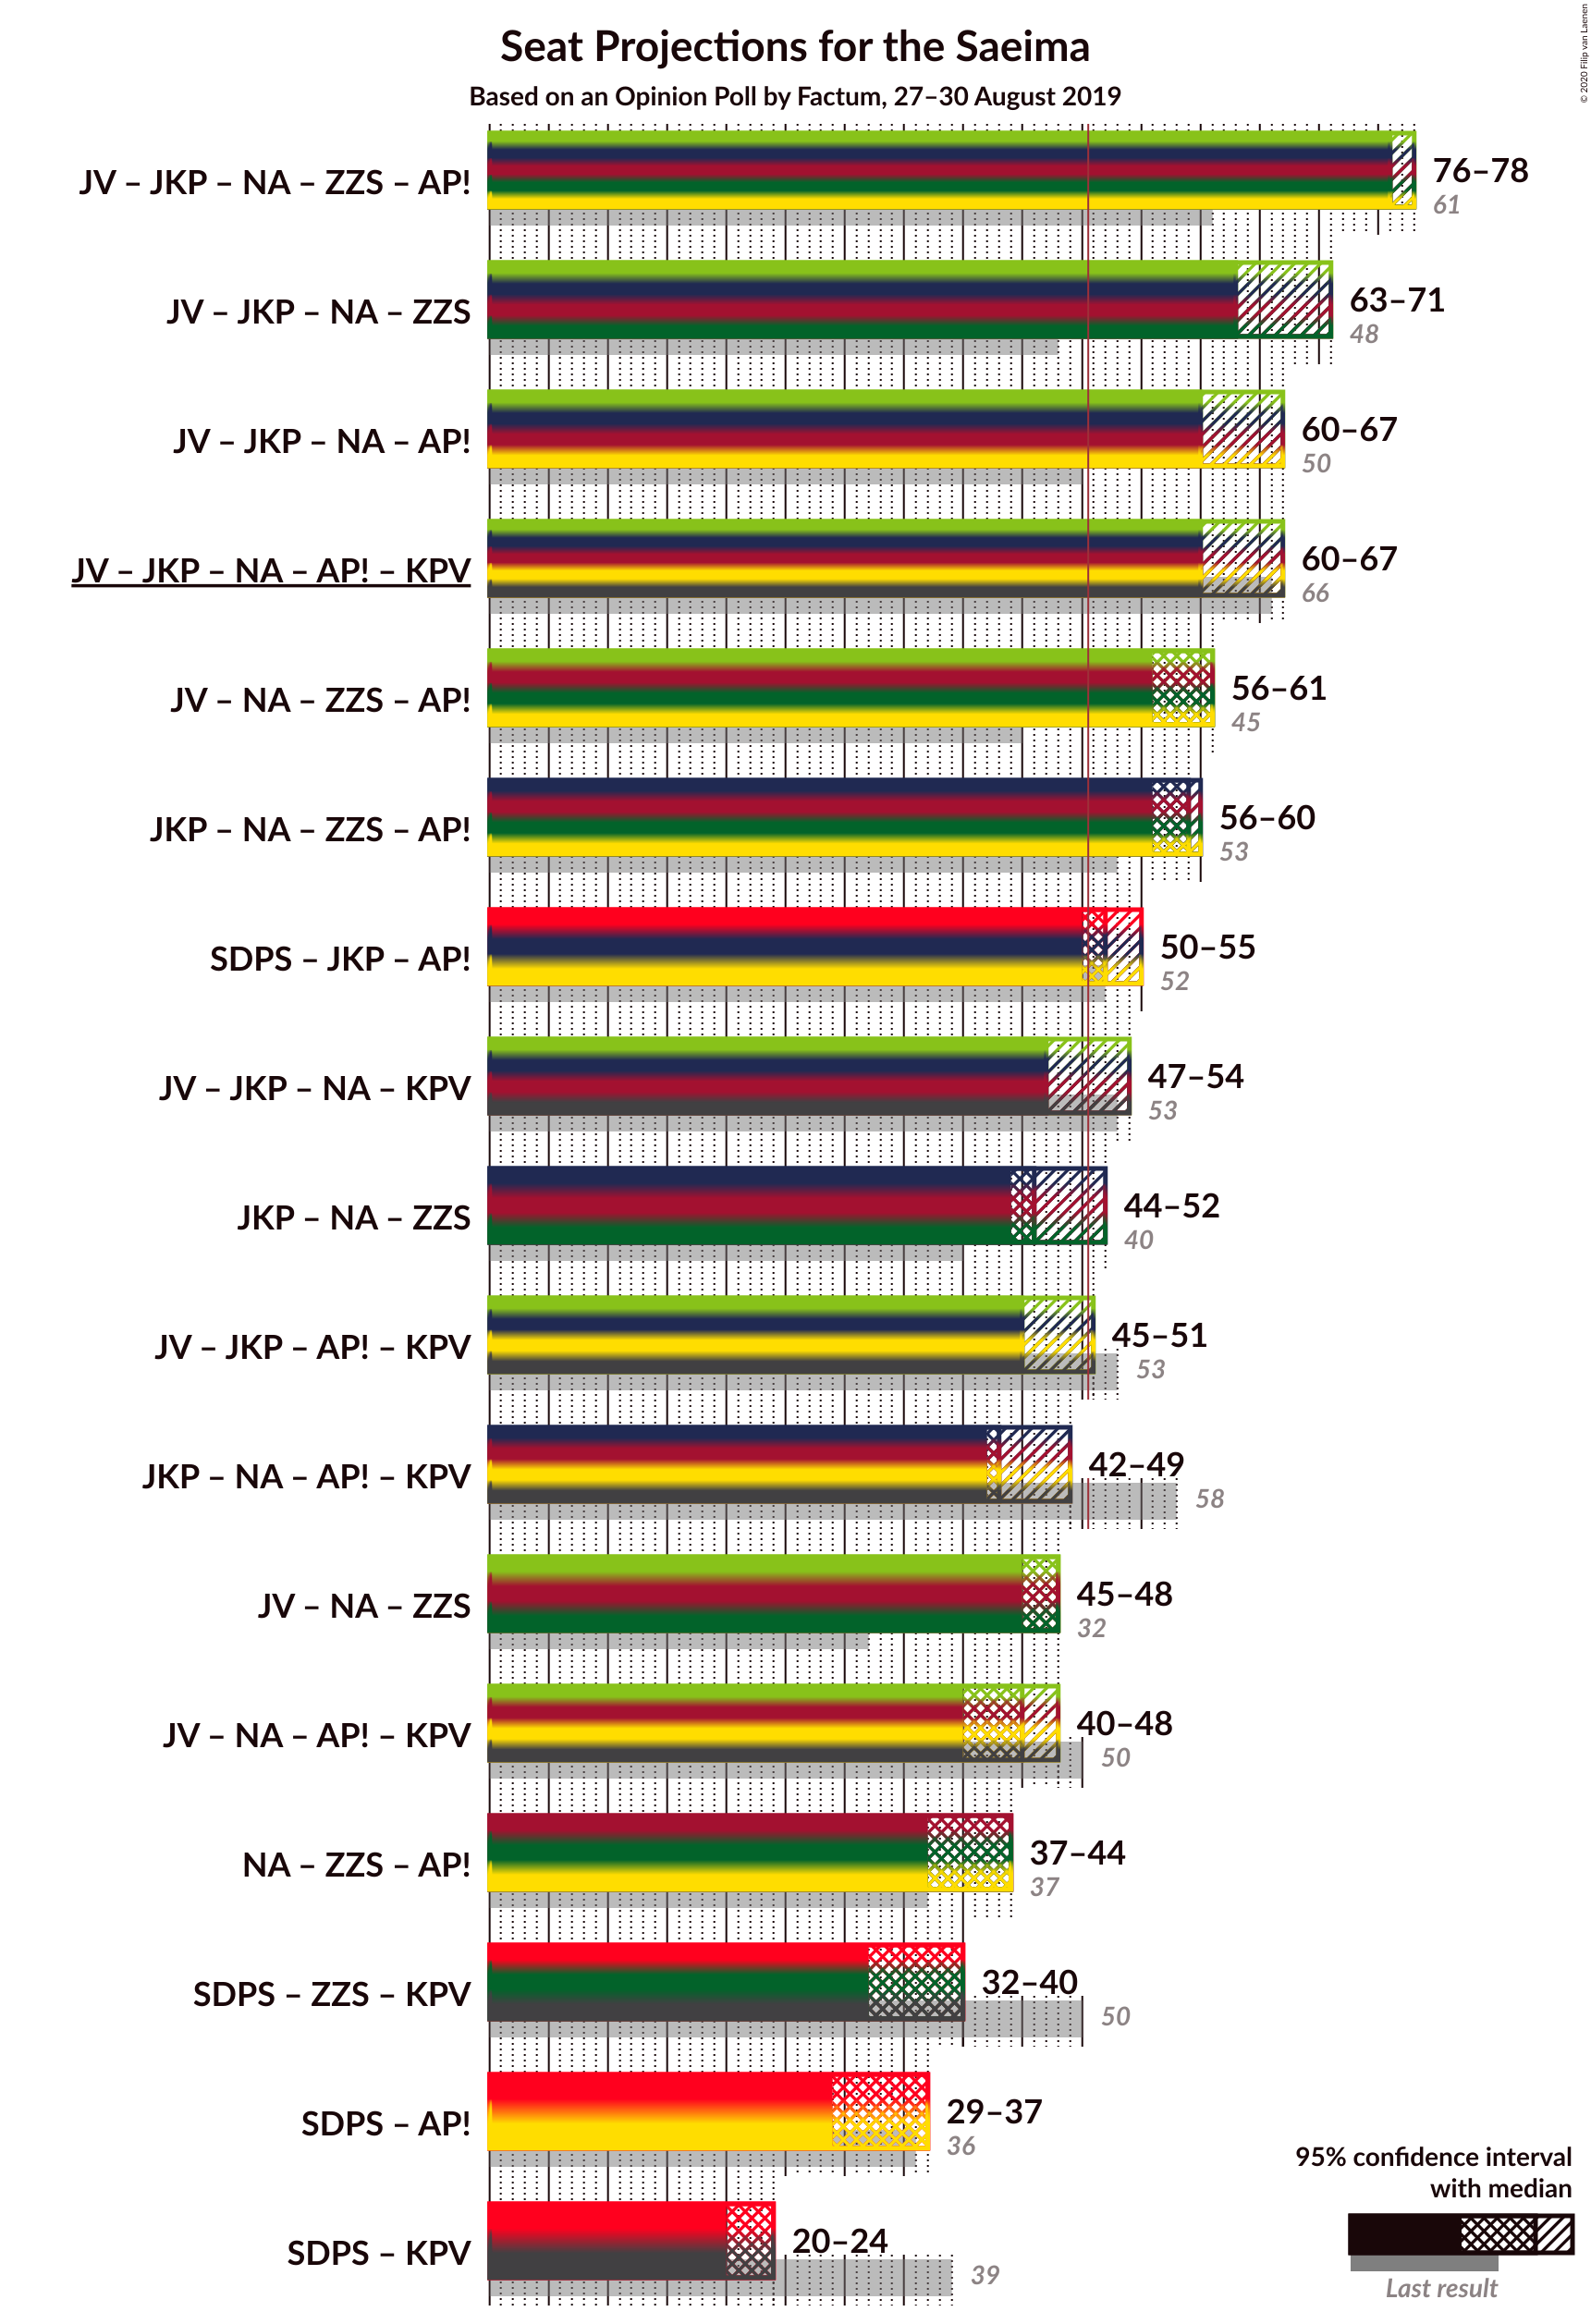 Seat Projections for the Saeima
Based on an Opinion Poll by Factum, 27–30 August 2019
© 2020 Filip van Laenen
JV – JKP – NA – ZZS – AP!
76–78
61
JV – JKP – NA – ZZS
63–71
48
JV – JKP – NA – AP!
60–67
50
JV – JKP – NA – AP! – KPV
60–67
66
JV – NA – ZZS – AP!
56–61
45
JKP – NA – ZZS – AP!
56–60
53
SDPS – JKP – AP!
50–55
52
JV – JKP – NA – KPV
47–54
53
JKP – NA – ZZS
44–52
40
JV – JKP – AP! – KPV
45–51
53
JKP – NA – AP! – KPV
42–49
58
JV – NA – ZZS
45–48
32
JV – NA – AP! – KPV
40–48
50
NA – ZZS – AP!
37–44
37
SDPS – ZZS – KPV
32–40
50
SDPS – AP!
29–37
36
SDPS – KPV
20–24
39
95% confidence interval
with median
Last result